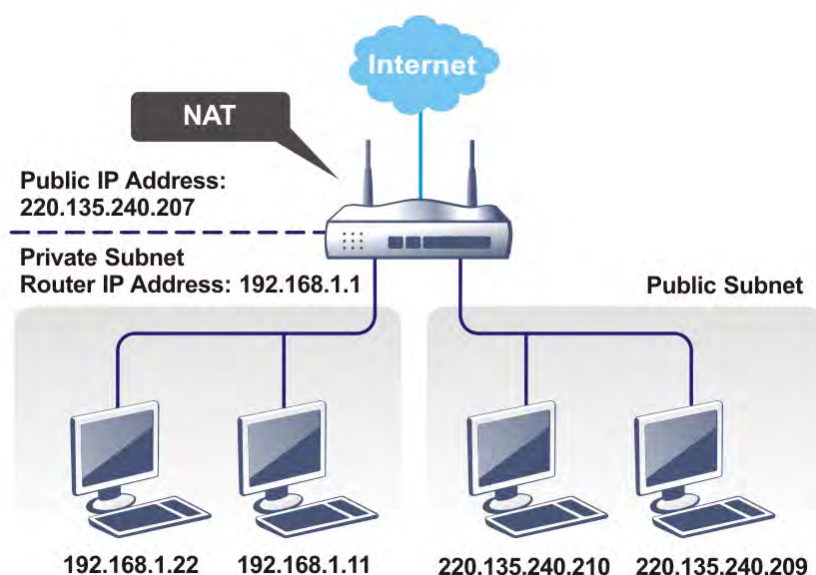 Internet
NAT
Public IP Address:
220.135.240.207
Private Subnet
Router IP Address: 192.168.1.1
Public Subnet
192.168.1.22
192.168.1.11
220.135.240.210
220.135.240.209